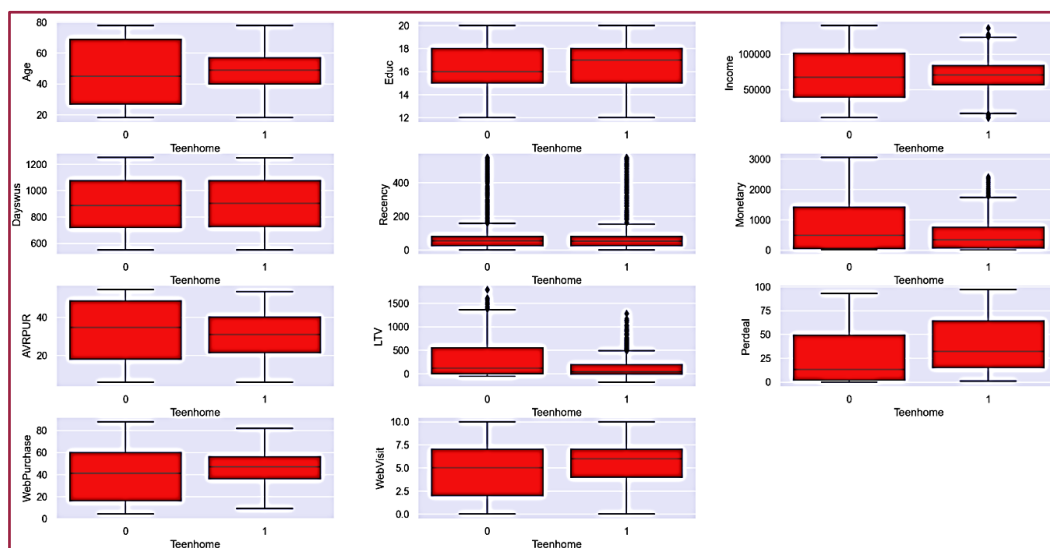 80
60
40
20
Age
0
1
Teenhome
20
18
16
14
12
Educ
0
1
Teenhome
100000
50000
Income
0
1
Teenhome
1200
1000
800
600
Dayswus
0
1
Teenhome
400
200
0
Recency
0
1
Teenhome
3000
2000
1000
0
Monetary
0
1
Teenhome
40
20
AVRPUR
0
1
Teenhome
1500
1000
500
0
LTV
0
1
Teenhome
100
75
50
25
0
Perdeal
0
1
Teenhome
80
60
40
20
0
WebPurchase
0
1
Teenhome
10.0
7.5
5.0
2.5
0.0
WebVisit
0
1
Teenhome